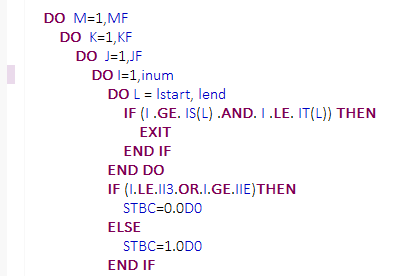 DO M=1,MF
DO K=1,KF
DO J=1,JF
DO I=1,inum
DO L = lstart, lend
IF (I .GE. IS(L) .AND. I .LE. IT(L)) THEN
EXIT
END IF
END DO
IF (I.LE.II3.OR.I.GE.IIE)THEN
STBC=0.0D0
ELSE
STBC=1.0D0
END IF